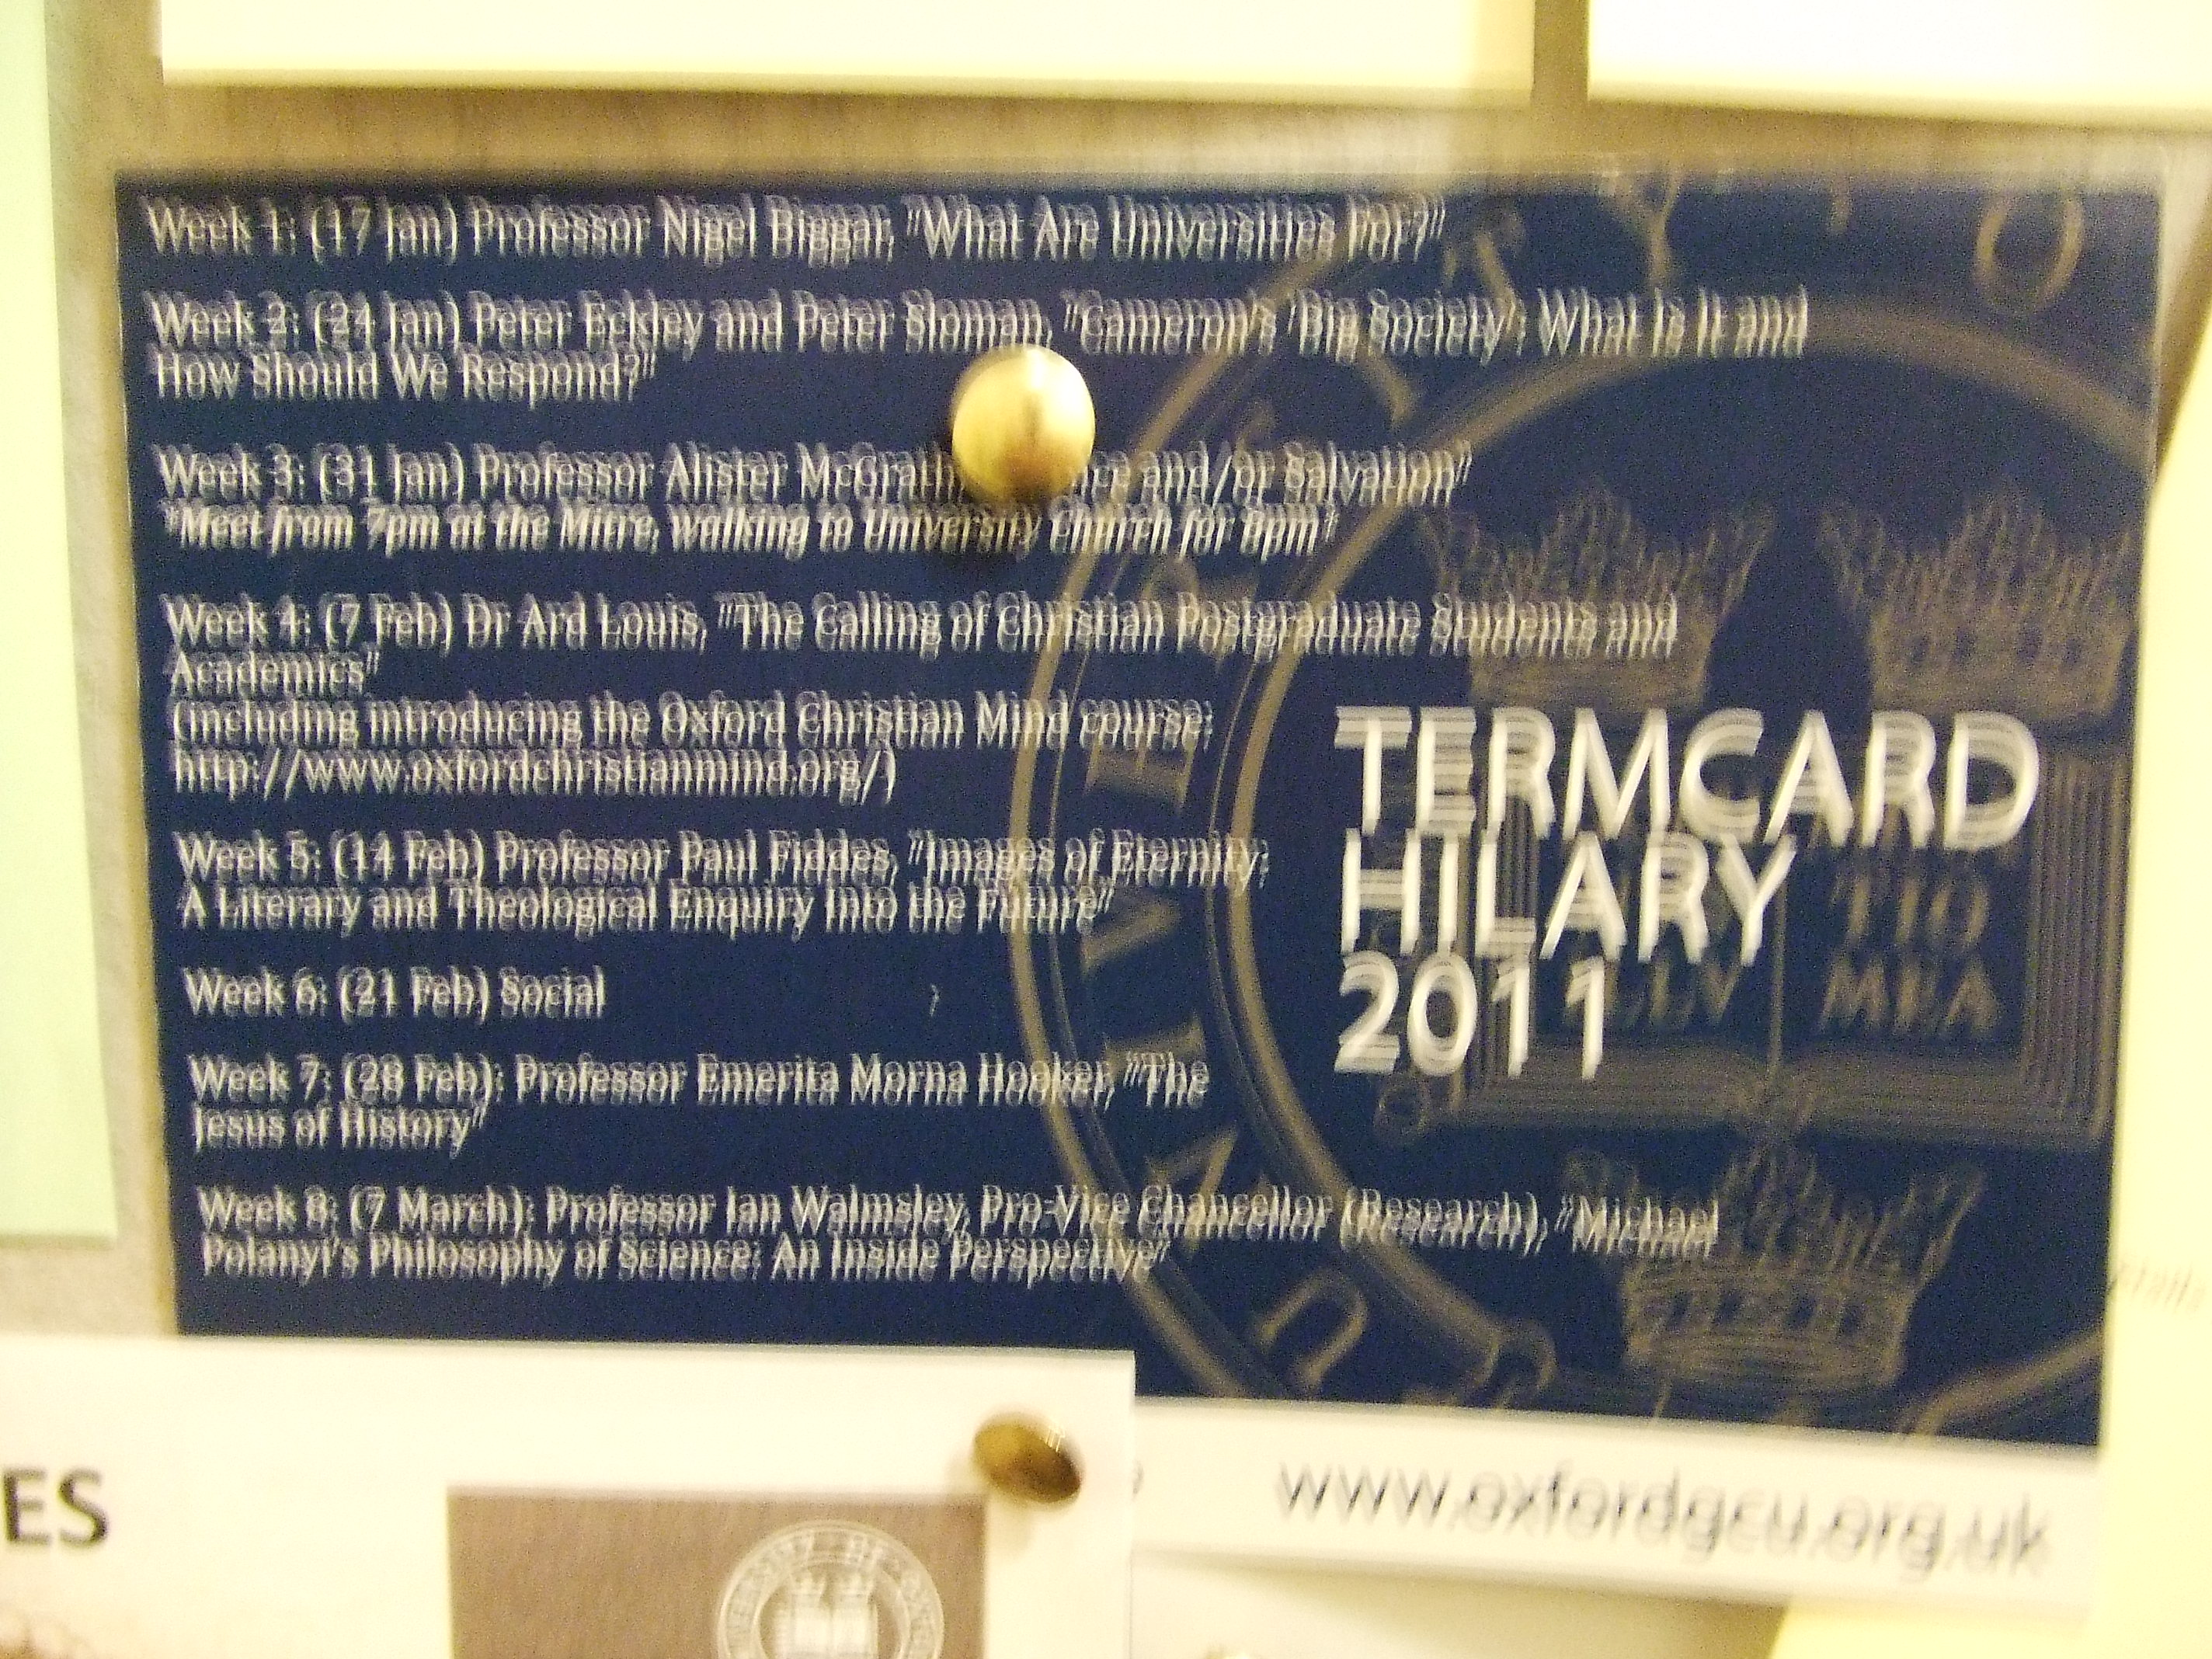 Week 1: (17 Jan) Professor Nigel Biggar, "What Are Universities For?"
Week 2: (24 Jan) Peter Eckley and Peter Sloman, "Cameron's 'Big Society': What Is It and
How Should We Respond?"
Week 3: (31 Jan) Professor Alister McGrath and/or Salvation"
*Meet from 7pm at the Mitre, walking to University Church for 8pm*
Week 4: (7 Feb) Dr Ard Louis, "The Calling of Christian Postgraduate Students and
Academics"
(including introducing the Oxford Christian Mind course:
http://www.oxfordchristianmind.org/)
Week 5: (14 Feb) Professor Paul Fiddes, "Images of Eternity:
A Literary and Theological Enquiry Into the Future"
Week 6: (21 Feb) Social
Week 7: (28 Feb): Professor Emerita Morna Hooker, "The
Jesus of History"
Week 8: (7 March): Professor Ian Walmsley, Pro-Vice Chancellor (Research), "Michael
Polanyi's Philosophy of Science: An Inside Perspective"
TERMCARD
HILARY
2011
TIO
MEA
www.oxfordgcu.org.uk
ES